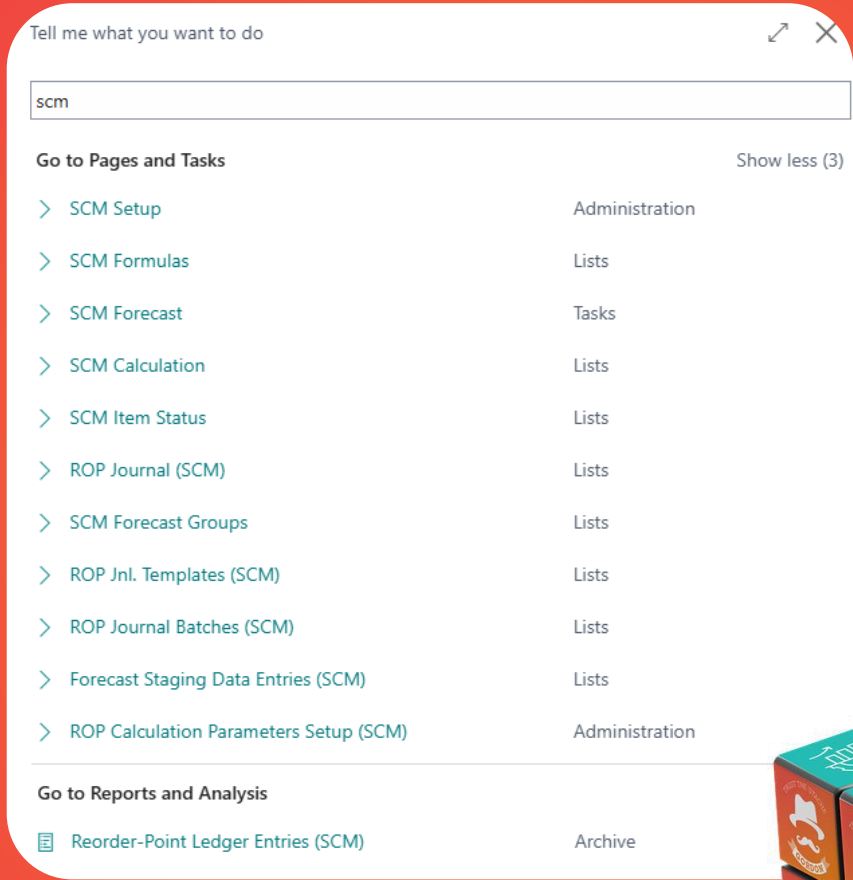 Tell me what you want to do
scm
Go to Pages and Tasks Show less (3)
SCM Setup Administration
SCM Formulas Lists
SCM Forecast Tasks
SCM Calculation Lists
SCM Item Status Lists
ROP Journal (SCM) Lists
SCM Forecast Groups Lists
ROP Jnl. Templates (SCM) Lists
ROP Journal Batches (SCM) Lists
Forecast Staging Data Entries (SCM) Lists
ROP Calculation Parameters Setup (SCM) Administration
Go to Reports and Analysis
Reorder-Point Ledger Entries (SCM) Archive
GORDON